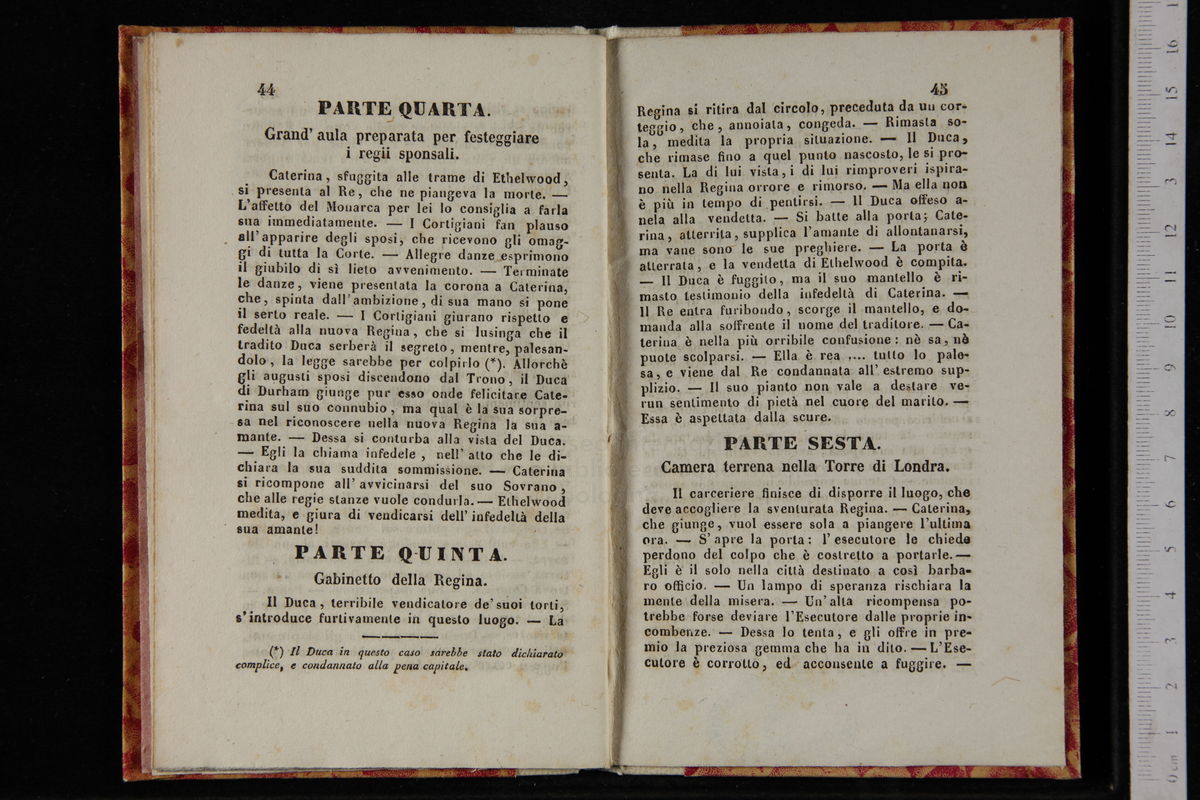 44
PARTE QUARTA.
Grand' aula preparata per festeggiare
i regii sponsali.
Caterina, sfuggita alle trame di Ethelwood,
si presenta al Re, che ne piangeva la morte. —
L'affetto del Monarca per lei lo consiglia a farla
sua immediatamente. — I Cortigiani fan plauso
all'apparire degli sposi, che ricevono gli omag-
gi di tutta la Corte. — Allegre danze esprimono
il giubilo di sì lieto avvenimento. — Terminate
le danze, viene presentata la corona a Caterina,
che, spinta dall'ambizione, di sua mano si pone
il serto reale. — I Cortigiani giurano rispetto e
fedeltà alla nuova Regina, che si lusinga che il
tradito Duca serberà il segreto, mentre, palesan-
dolo, la legge sarebbe per colpirlo (*). Allorchè
gli augusti sposi discendono dal Trono, il Duca
di Durham giunge pur esso onde felicitare Cate-
rina sul suo connubio, ma qual è la sua sorpre-
sa nel riconoscere nella nuova Regina la sua a-
mante. — Dessa si conturba alla vista del Duca.
— Egli la chiama infedele, nell' atto che le di-
chiara la sua suddita sommissione. — Caterina
si ricompone all' avvicinarsi del suo Sovrano,
che alle regie stanze vuole condurla. — Ethelwood
medita, e giura di vendicarsi dell' infedeltà della
sua amante!
PARTE QUINTA.
Gabinetto della Regina.
Il Duca, terribile vendicatore de' suoi torti,
s'introduce furtivamente in questo luogo. — La
(*) Il Duca in questo caso sarebbe stato dichiarato
complice, e condannato alla pena capitale.
45
Regina si ritira dal circolo, preceduta da un cor-
teggio, che, annoiata, congeda. — Rimasta so-
la, medita la propria situazione. — Il Duca,
che rimase fino a quel punto nascosto, le si pre-
senta. La di lui vista, i di lui rimproveri ispira-
no nella Regina orrore e rimorso. — Ma ella non
è più in tempo di pentirsi. — Il Duca offeso a-
nela alla vendetta. — Si batte alla porta; Cate-
rina, atterrita, supplica l'amante di allontanarsi,
ma vane sono le sue preghiere. — La porta è
atterrata, e la vendetta di Ethelwood è compita.
— Il Duca è fuggito, ma il suo mantello è ri-
masto testimonio della infedeltà di Caterina. —
Il Re entra furibondo, scorge il mantello, e do-
manda alla soffrente il nome del traditore. — Ca-
terina è nella più orribile confusione: nè sa, nè
puote scolparsi. — Ella è rea .... tutto lo pale-
sa, e viene dal Re condannata all' estremo sup-
plizio. — Il suo pianto non vale a destare ve-
run sentimento di pietà nel cuore del marito. —
Essa è aspettata dalla scure.
PARTE SESTA.
Camera terrena nella Torre di Londra.
Il carceriere finisce di disporre il luogo, che
deve accogliere la sventurata Regina. — Caterina,
che giunge, vuol essere sola a piangere l'ultima
ora. — S' apre la porta: l' esecutore le chiede
perdono del colpo che è costretto a portarle. —
Egli è il solo nella città destinato a così barba-
ro officio. — Un lampo di speranza rischiara la
mente della misera. — Un' alta ricompensa po-
trebbe forse deviare l'Esecutore dalle proprie in-
combenze. — Dessa lo tenta, e gli offre in pre-
mio la preziosa gemma che ha in dito. — L'Ese-
cutore è corrotto, ed acconsente a fuggire. —
0 cm 1 2 3 4 5 6 7 8 9 10 11 12 13 14 15 16